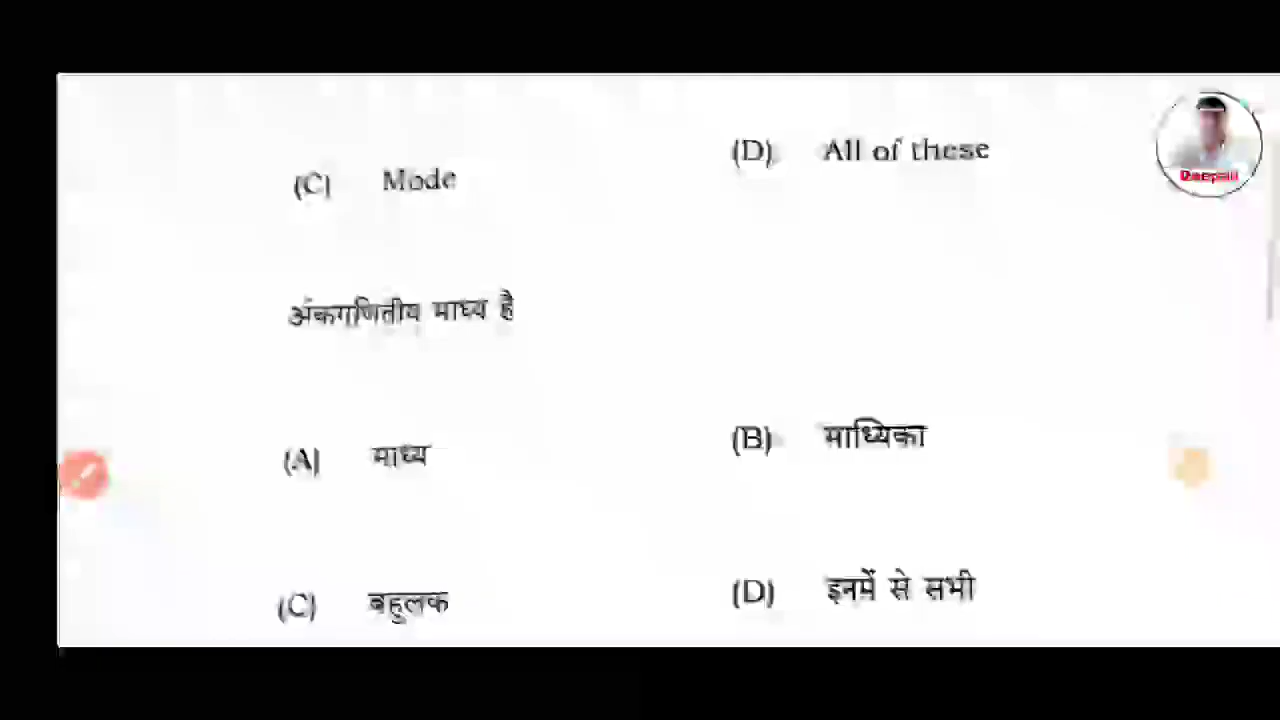 (C) Mode (D) All of these
अंकगणितीय माध्य है
(A) माध्य (B) माध्यिका
(C) बहुलक (D) इनमें से सभी